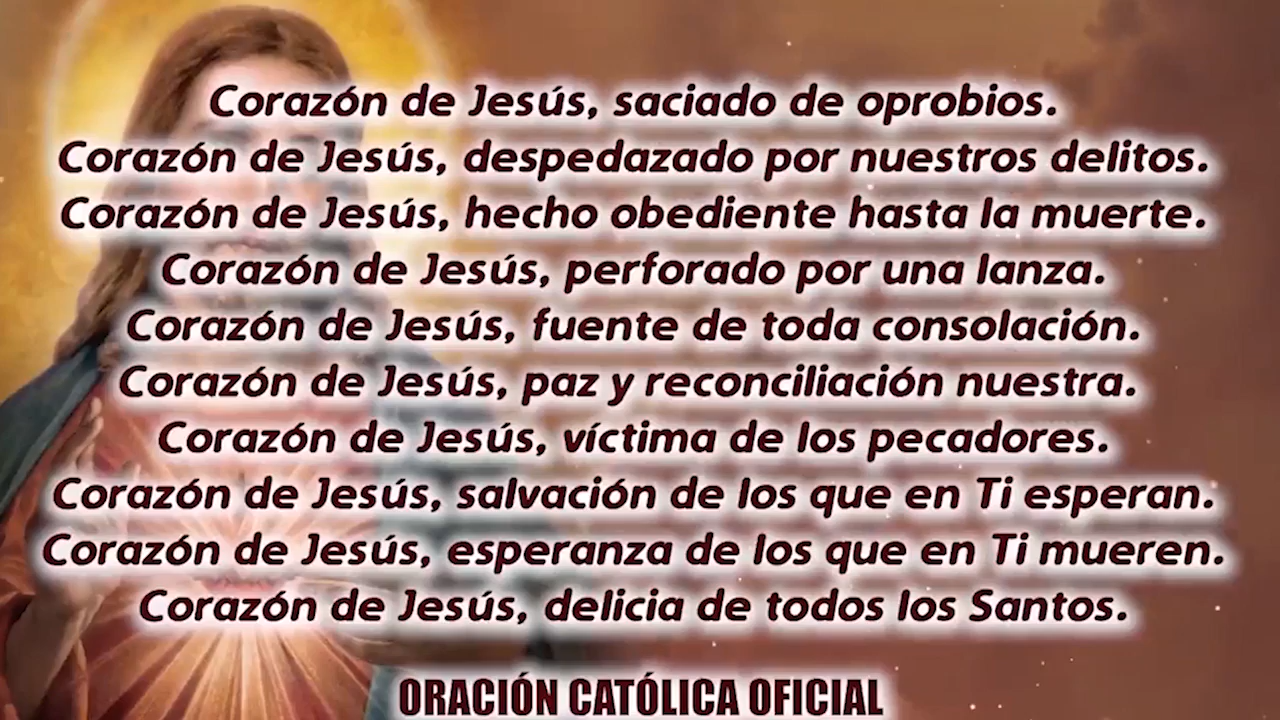 Corazón de Jesús, saciado de oprobios.
Corazón de Jesús, despedazado por nuestros delitos.
Corazón de Jesús, hecho obediente hasta la muerte.
Corazón de Jesús, perforado por una lanza.
Corazón de Jesús, fuente de toda consolación.
Corazón de Jesús, paz y reconciliación nuestra.
Corazón de Jesús, víctima de los pecadores.
Corazón de Jesús, salvación de los que en Ti esperan.
Corazón de Jesús, esperanza de los que en Ti mueren.
Corazón de Jesús, delicia de todos los Santos.
ORACIÓN CATÓLICA OFICIAL